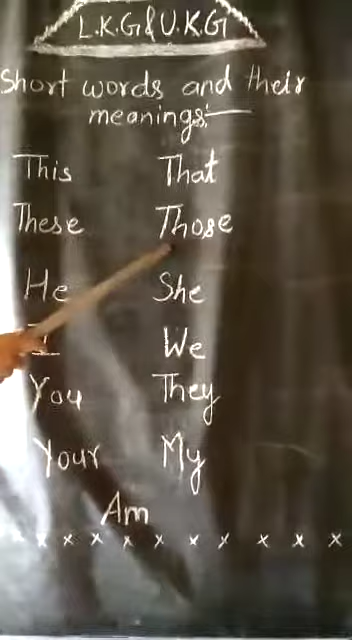 L.K.G & U.K.G
Short words and their
meanings:—
This That
These Those
He She
I We
You They
Your My
Am
x x x x x x x x x x